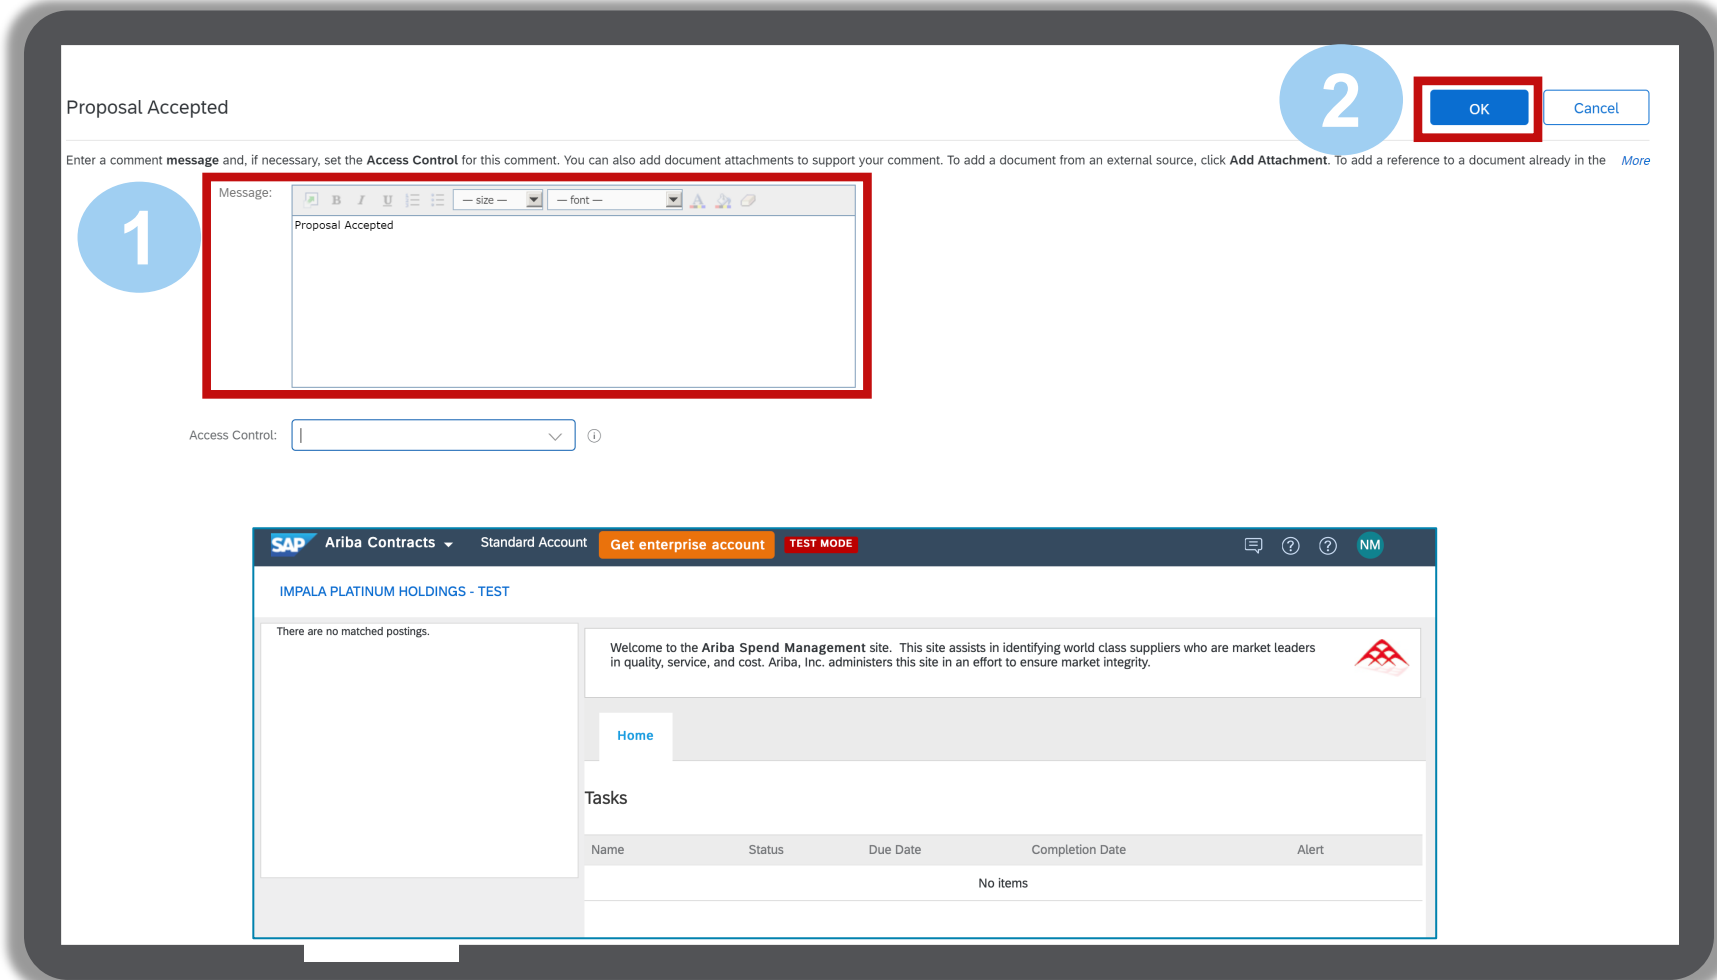 2
Proposal Accepted
OK
Cancel
Enter a comment message and, if necessary, set the Access Control for this comment. You can also add document attachments to support your comment. To add a document from an external source, click Add Attachment. To add a reference to a document already in the More
1
Message:
B I U — size — — font — A
Proposal Accepted
Access Control:
SAP Ariba Contracts Standard Account Get enterprise account TEST MODE ? ? NM
IMPALA PLATINUM HOLDINGS - TEST
There are no matched postings.
Welcome to the Ariba Spend Management site. This site assists in identifying world class suppliers who are market leaders
in quality, service, and cost. Ariba, Inc. administers this site in an effort to ensure market integrity.
Home
Tasks
Name Status Due Date Completion Date Alert
No items